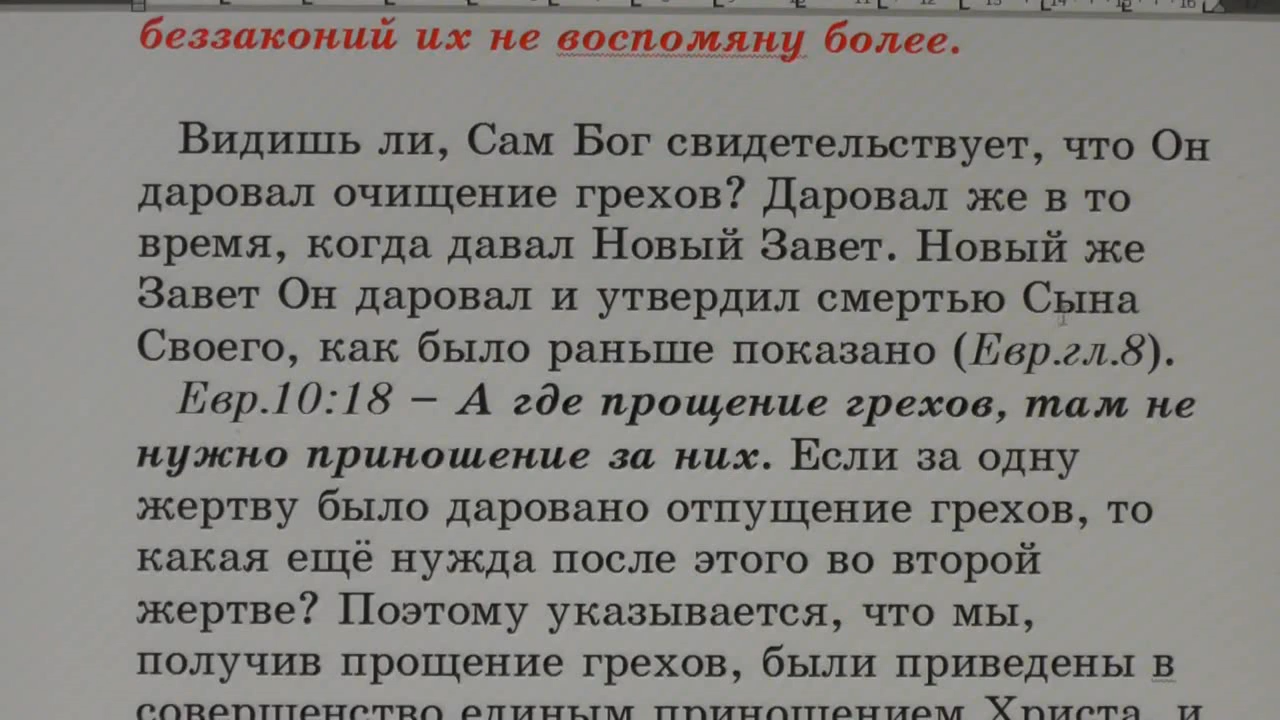 беззаконий их не воспомяну более.
Видишь ли, Сам Бог свидетельствует, что Он
даровал очищение грехов? Даровал же в то
время, когда давал Новый Завет. Новый же
Завет Он даровал и утвердил смертью Сына
Своего, как было раньше показано (Евр.гл.8).
Евр.10:18 – А где прощение грехов, там не
нужно приношение за них. Если за одну
жертву было даровано отпущение грехов, то
какая ещё нужда после этого во второй
жертве? Поэтому указывается, что мы,
получив прощение грехов, были приведены в
совершенство единым приношением Христа, и